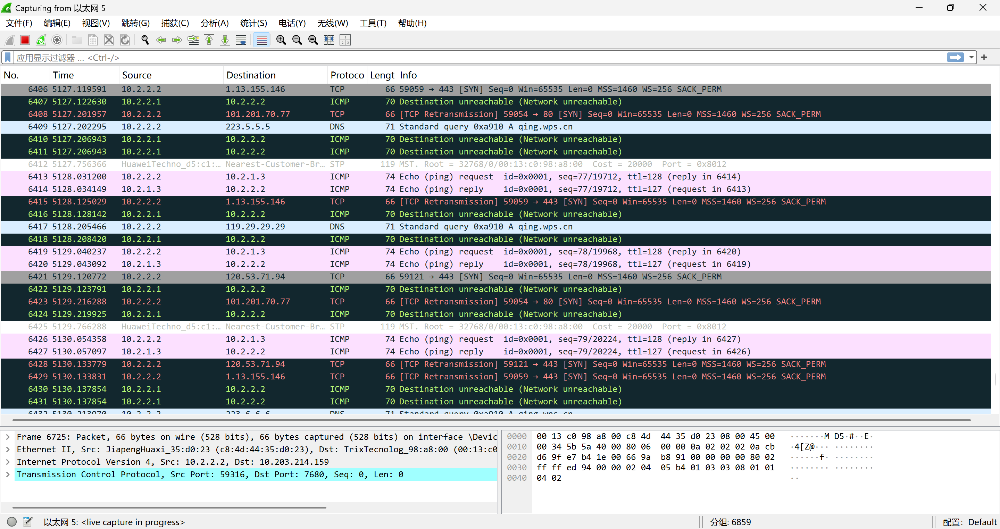 Capturing from 以太网 5
文件(F) 编辑(E) 视图(V) 跳转(G) 捕获(C) 分析(A) 统计(S) 电话(Y) 无线(W) 工具(T) 帮助(H)
应用显示过滤器 … <Ctrl-/>
No. Time Source Destination Protoco Lengt Info
6406 5127.119591 10.2.2.2 1.13.155.146 TCP 66 59059 → 443 [SYN] Seq=0 Win=65535 Len=0 MSS=1460 WS=256 SACK_PERM
6407 5127.122630 10.2.2.1 10.2.2.2 ICMP 70 Destination unreachable (Network unreachable)
6408 5127.201957 10.2.2.2 101.201.70.77 TCP 66 [TCP Retransmission] 59054 → 80 [SYN] Seq=0 Win=65535 Len=0 MSS=1460 WS=256 SACK_PERM
6409 5127.202295 10.2.2.2 223.5.5.5 DNS 71 Standard query 0xa910 A qing.wps.cn
6410 5127.206943 10.2.2.1 10.2.2.2 ICMP 70 Destination unreachable (Network unreachable)
6411 5127.206943 10.2.2.1 10.2.2.2 ICMP 70 Destination unreachable (Network unreachable)
6412 5127.756366 HuaweiTechno_d5:c1:… Nearest-Customer-Br… STP 119 MST. Root = 32768/0/00:13:c0:98:a8:00 Cost = 20000 Port = 0x8012
6413 5128.031200 10.2.2.2 10.2.1.3 ICMP 74 Echo (ping) request id=0x0001, seq=77/19712, ttl=128 (reply in 6414)
6414 5128.034149 10.2.1.3 10.2.2.2 ICMP 74 Echo (ping) reply id=0x0001, seq=77/19712, ttl=127 (request in 6413)
6415 5128.125029 10.2.2.2 1.13.155.146 TCP 66 [TCP Retransmission] 59059 → 443 [SYN] Seq=0 Win=65535 Len=0 MSS=1460 WS=256 SACK_PERM
6416 5128.128142 10.2.2.1 10.2.2.2 ICMP 70 Destination unreachable (Network unreachable)
6417 5128.205466 10.2.2.2 119.29.29.29 DNS 71 Standard query 0xa910 A qing.wps.cn
6418 5128.208420 10.2.2.1 10.2.2.2 ICMP 70 Destination unreachable (Network unreachable)
6419 5129.040237 10.2.2.2 10.2.1.3 ICMP 74 Echo (ping) request id=0x0001, seq=78/19968, ttl=128 (reply in 6420)
6420 5129.043092 10.2.1.3 10.2.2.2 ICMP 74 Echo (ping) reply id=0x0001, seq=78/19968, ttl=127 (request in 6419)
6421 5129.120772 10.2.2.2 120.53.71.94 TCP 66 59121 → 443 [SYN] Seq=0 Win=65535 Len=0 MSS=1460 WS=256 SACK_PERM
6422 5129.123791 10.2.2.1 10.2.2.2 ICMP 70 Destination unreachable (Network unreachable)
6423 5129.216288 10.2.2.2 101.201.70.77 TCP 66 [TCP Retransmission] 59054 → 80 [SYN] Seq=0 Win=65535 Len=0 MSS=1460 WS=256 SACK_PERM
6424 5129.219925 10.2.2.1 10.2.2.2 ICMP 70 Destination unreachable (Network unreachable)
6425 5129.766288 HuaweiTechno_d5:c1:… Nearest-Customer-Br… STP 119 MST. Root = 32768/0/00:13:c0:98:a8:00 Cost = 20000 Port = 0x8012
6426 5130.054358 10.2.2.2 10.2.1.3 ICMP 74 Echo (ping) request id=0x0001, seq=79/20224, ttl=128 (reply in 6427)
6427 5130.057097 10.2.1.3 10.2.2.2 ICMP 74 Echo (ping) reply id=0x0001, seq=79/20224, ttl=127 (request in 6426)
6428 5130.133779 10.2.2.2 120.53.71.94 TCP 66 [TCP Retransmission] 59121 → 443 [SYN] Seq=0 Win=65535 Len=0 MSS=1460 WS=256 SACK_PERM
6429 5130.133831 10.2.2.2 1.13.155.146 TCP 66 [TCP Retransmission] 59059 → 443 [SYN] Seq=0 Win=65535 Len=0 MSS=1460 WS=256 SACK_PERM
6430 5130.137854 10.2.2.1 10.2.2.2 ICMP 70 Destination unreachable (Network unreachable)
6431 5130.137854 10.2.2.1 10.2.2.2 ICMP 70 Destination unreachable (Network unreachable)
6432 5130.213970 10.2.2.2 223.6.6.6 DNS 71 Standard query 0xa910 A qing.wps.cn
Frame 6725: Packet, 66 bytes on wire (528 bits), 66 bytes captured (528 bits) on interface \Devic
Ethernet II, Src: JiapengHuaxi_35:d0:23 (c8:4d:44:35:d0:23), Dst: TrixTecnolog_98:a8:00 (00:13:c0
Internet Protocol Version 4, Src: 10.2.2.2, Dst: 10.203.214.159
Transmission Control Protocol, Src Port: 59316, Dst Port: 7680, Seq: 0, Len: 0
0000 00 13 c0 98 a8 00 c8 4d 44 35 d0 23 08 00 45 00 ·······M D5·#··E·
0010 00 34 5b 5a 40 00 80 06 00 00 0a 02 02 02 0a cb ·4[Z@··· ········
0020 d6 9f e7 b4 1e 00 66 9a b8 91 00 00 00 00 80 02 ······f· ········
0030 ff ff ed 94 00 00 02 04 05 b4 01 03 03 08 01 01 ········ ········
0040 04 02 ··
以太网 5: <live capture in progress> 分组: 6859 配置: Default